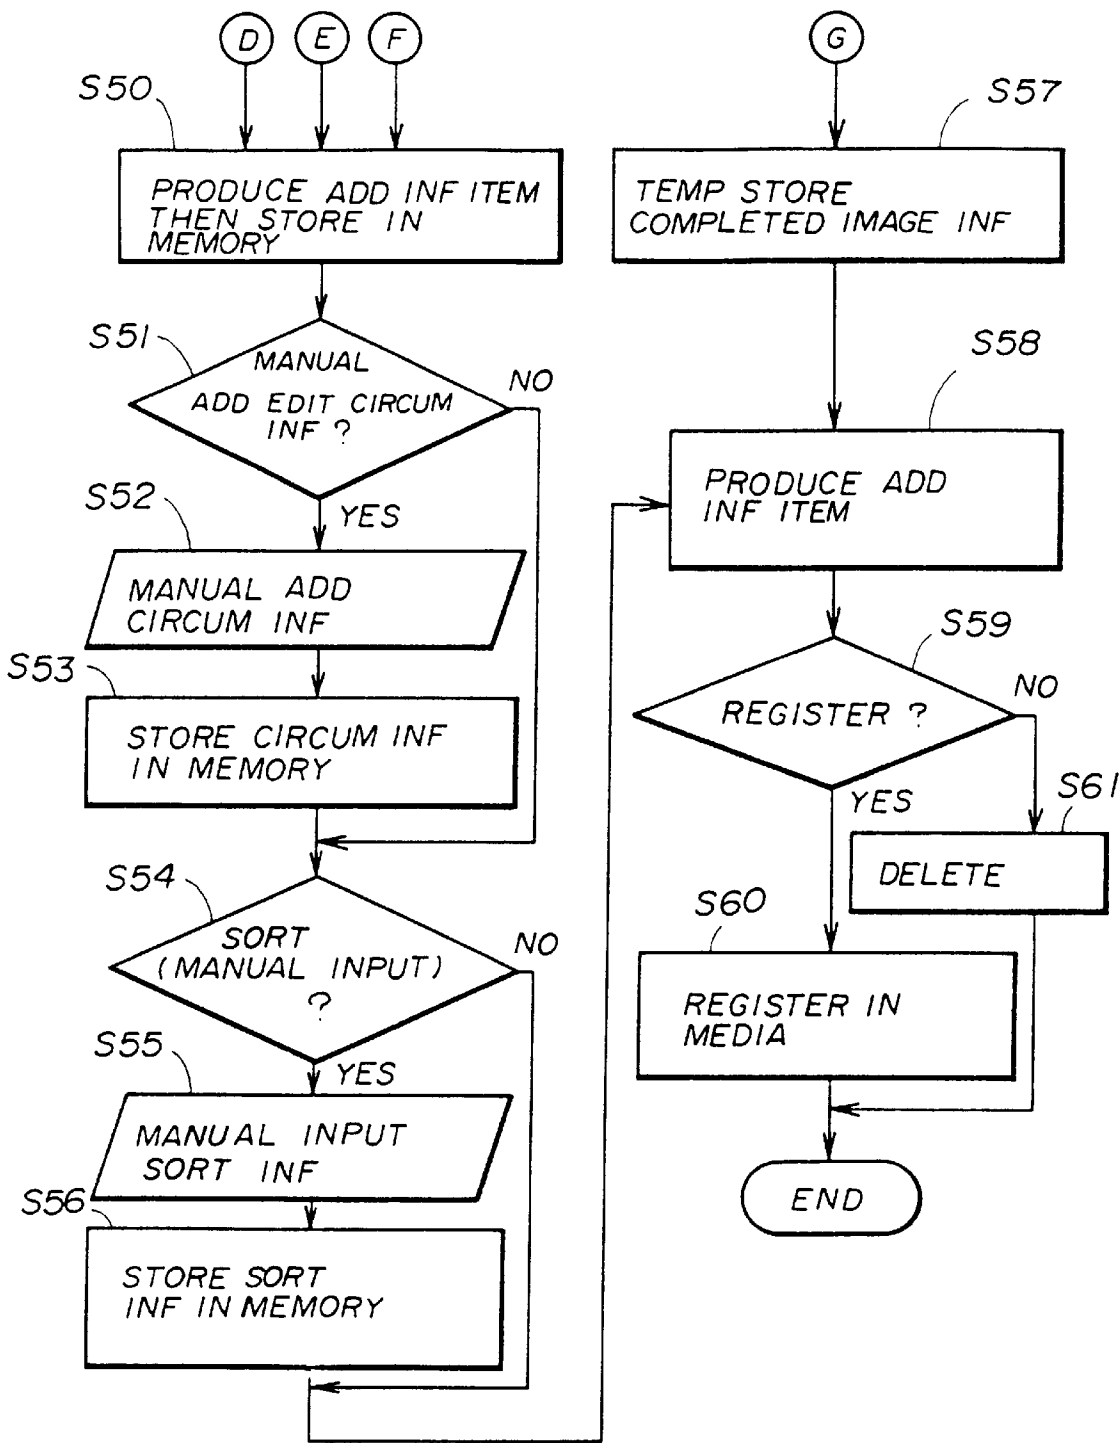 D E F
S50
PRODUCE ADD INF ITEM
THEN STORE IN
MEMORY
S51
MANUAL
ADD EDIT CIRCUM
INF ?
NO
YES
S52
MANUAL ADD
CIRCUM INF
S53
STORE CIRCUM INF
IN MEMORY
S54
SORT
(MANUAL INPUT)
?
NO
YES
S55
MANUAL INPUT
SORT INF
S56
STORE SORT
INF IN MEMORY
G
S57
TEMP STORE
COMPLETED IMAGE INF
S58
PRODUCE ADD
INF ITEM
S59
REGISTER ?
NO
YES
S61
DELETE
S60
REGISTER IN
MEDIA
END